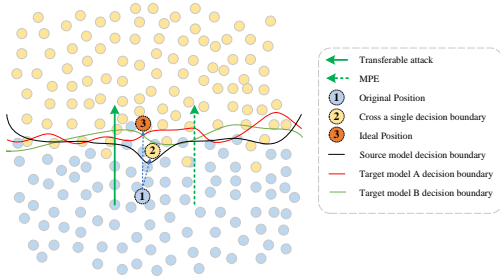 3
2
1
Transferable attack
MPE
1 Original Position
2 Cross a single decision boundary
3 Ideal Position
Source model decision boundary
Target model A decision boundary
Target model B decision boundary